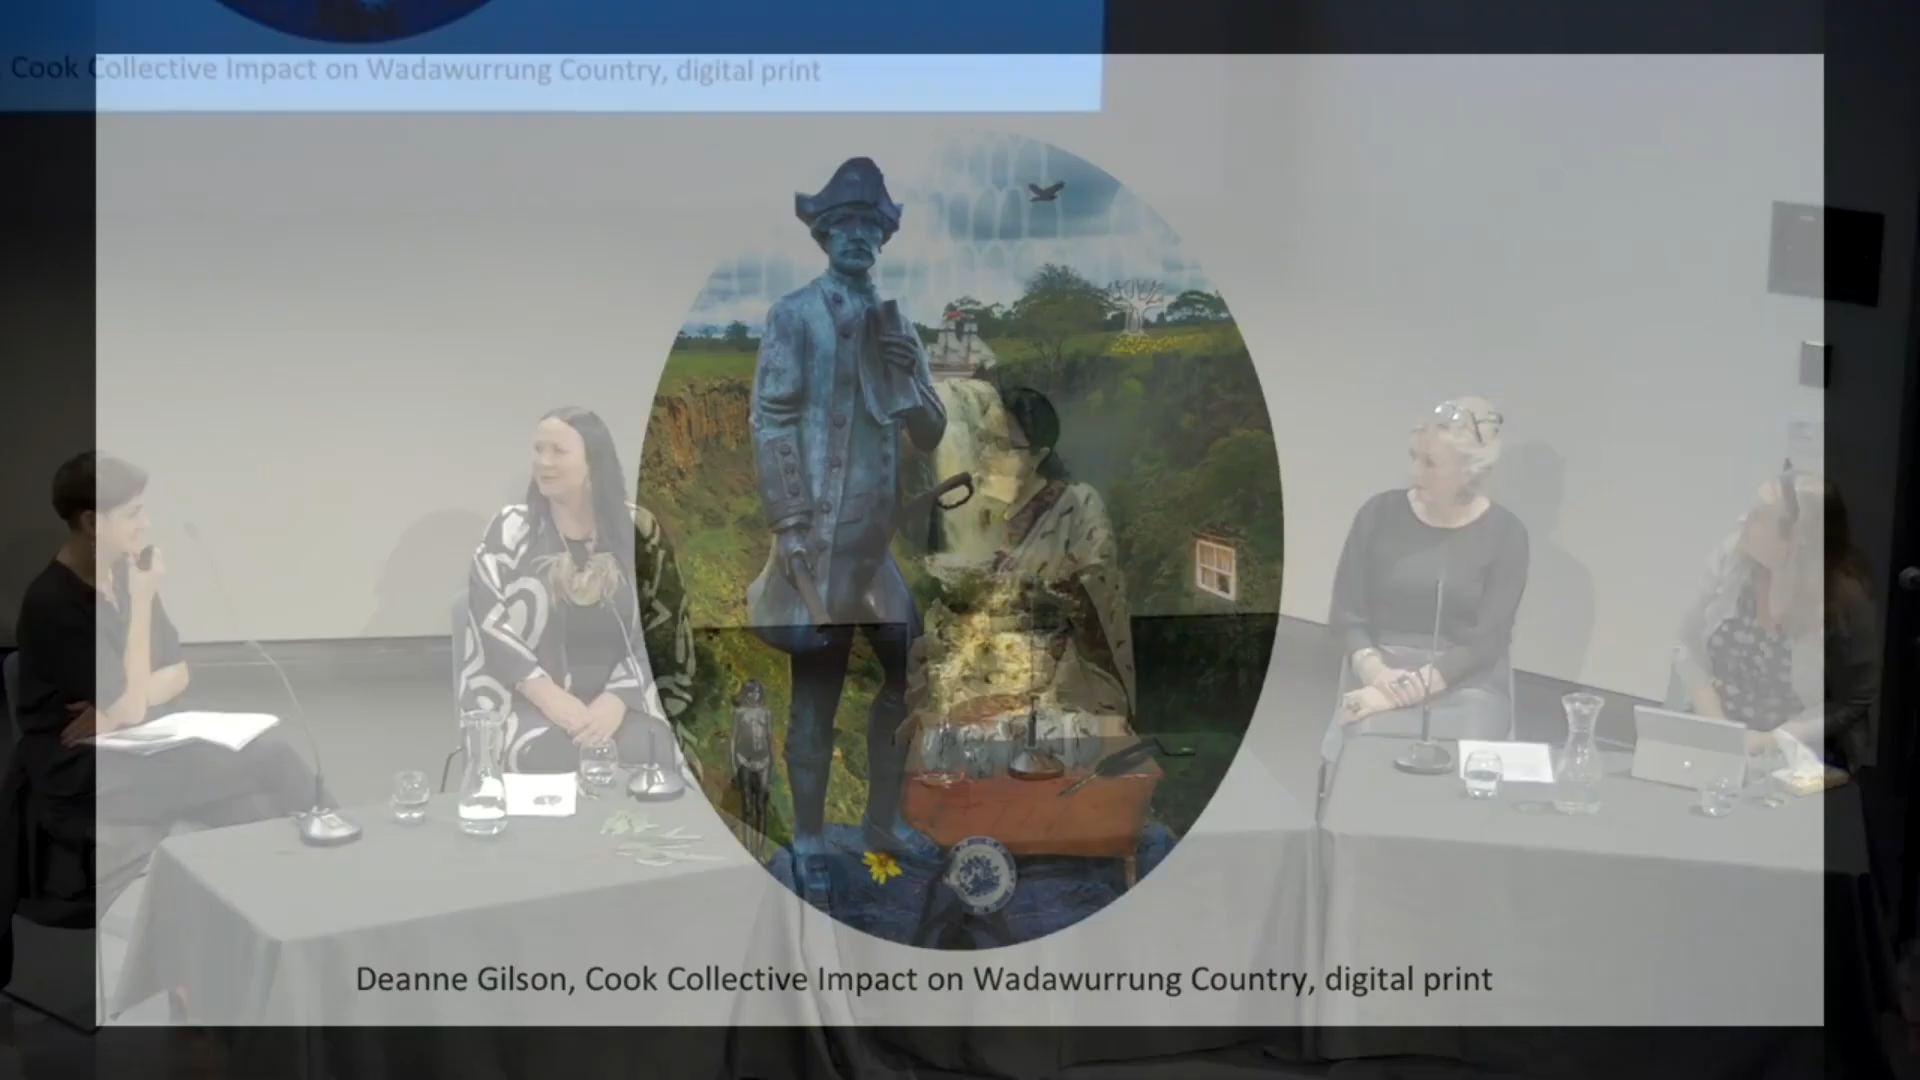 Cook Collective Impact on Wadawurrung Country, digital print
Deanne Gilson, Cook Collective Impact on Wadawurrung Country, digital print